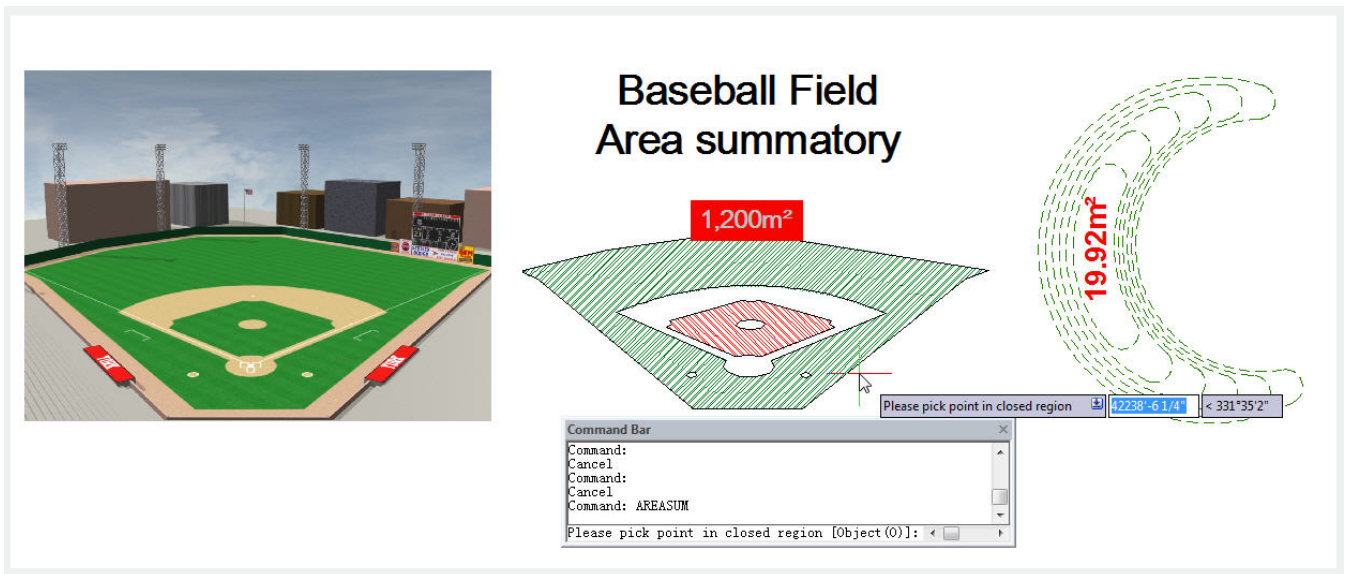 Baseball Field
Area summatory
1,200m²
19.92m²
Please pick point in closed region
42238'-6 1/4"
< 331°35'2"
Command Bar
Command:
Cancel
Command:
Cancel
Command: AREASUM
Please pick point in closed region [Object(O)]: